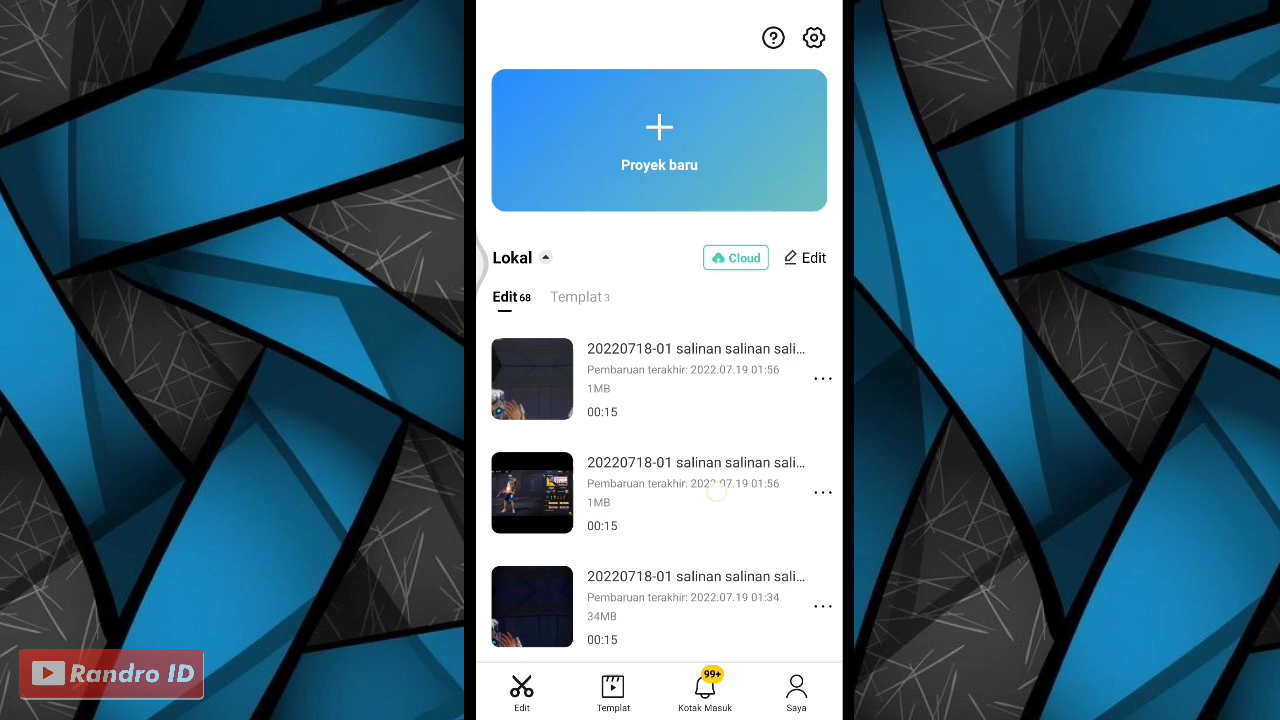 Proyek baru
Lokal
Cloud
Edit
Edit 68
Templat 3
20220718-01 salinan salinan sali...
Pembaruan terakhir: 2022.07.19 01:56
1MB
00:15
20220718-01 salinan salinan sali...
Pembaruan terakhir: 2022.07.19 01:56
1MB
00:15
20220718-01 salinan salinan sali...
Pembaruan terakhir: 2022.07.19 01:34
34MB
00:15
99+
Edit
Templat
Kotak Masuk
Saya
Randro ID